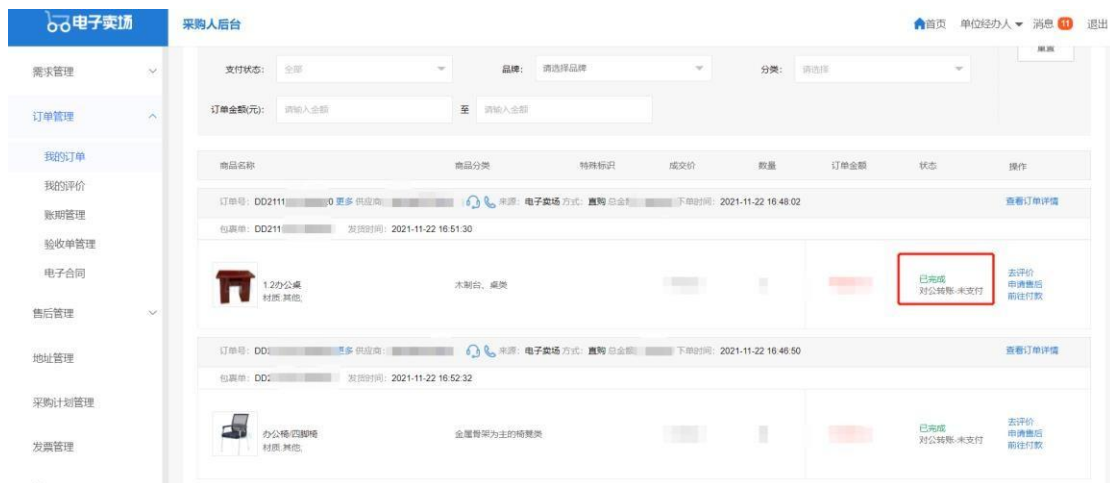 电子卖场
采购人后台
首页 单位经办人 消息 11 退出
重置
支付状态: 全部 品牌: 请选择品牌 分类: 请选择
订单金额(元): 请输入金额 至 请输入金额
需求管理
订单管理
我的订单
我的评价
账期管理
验收单管理
电子合同
售后管理
地址管理
采购计划管理
发票管理
商品名称 商品分类 特殊标识 成交价 数量 订单金额 状态 操作
订单号: DD2111 0 更多 供应商: 来源: 电子卖场 方式: 直购 总金额 下单时间: 2021-11-22 16:48:02 查看订单详情
包裹单: DD211 发货时间: 2021-11-22 16:51:30
1.2办公桌 木制台、桌类 已完成 去评价
材质:其他; 对公转账-未支付 申请售后
前往付款
订单号: DD 更多 供应商: 来源: 电子卖场 方式: 直购 总金额 下单时间: 2021-11-22 16:46:50 查看订单详情
包裹单: DD 发货时间: 2021-11-22 16:52:32
办公椅/四脚椅 金属骨架为主的椅凳类 已完成 去评价
材质:其他; 对公转账-未支付 申请售后
前往付款